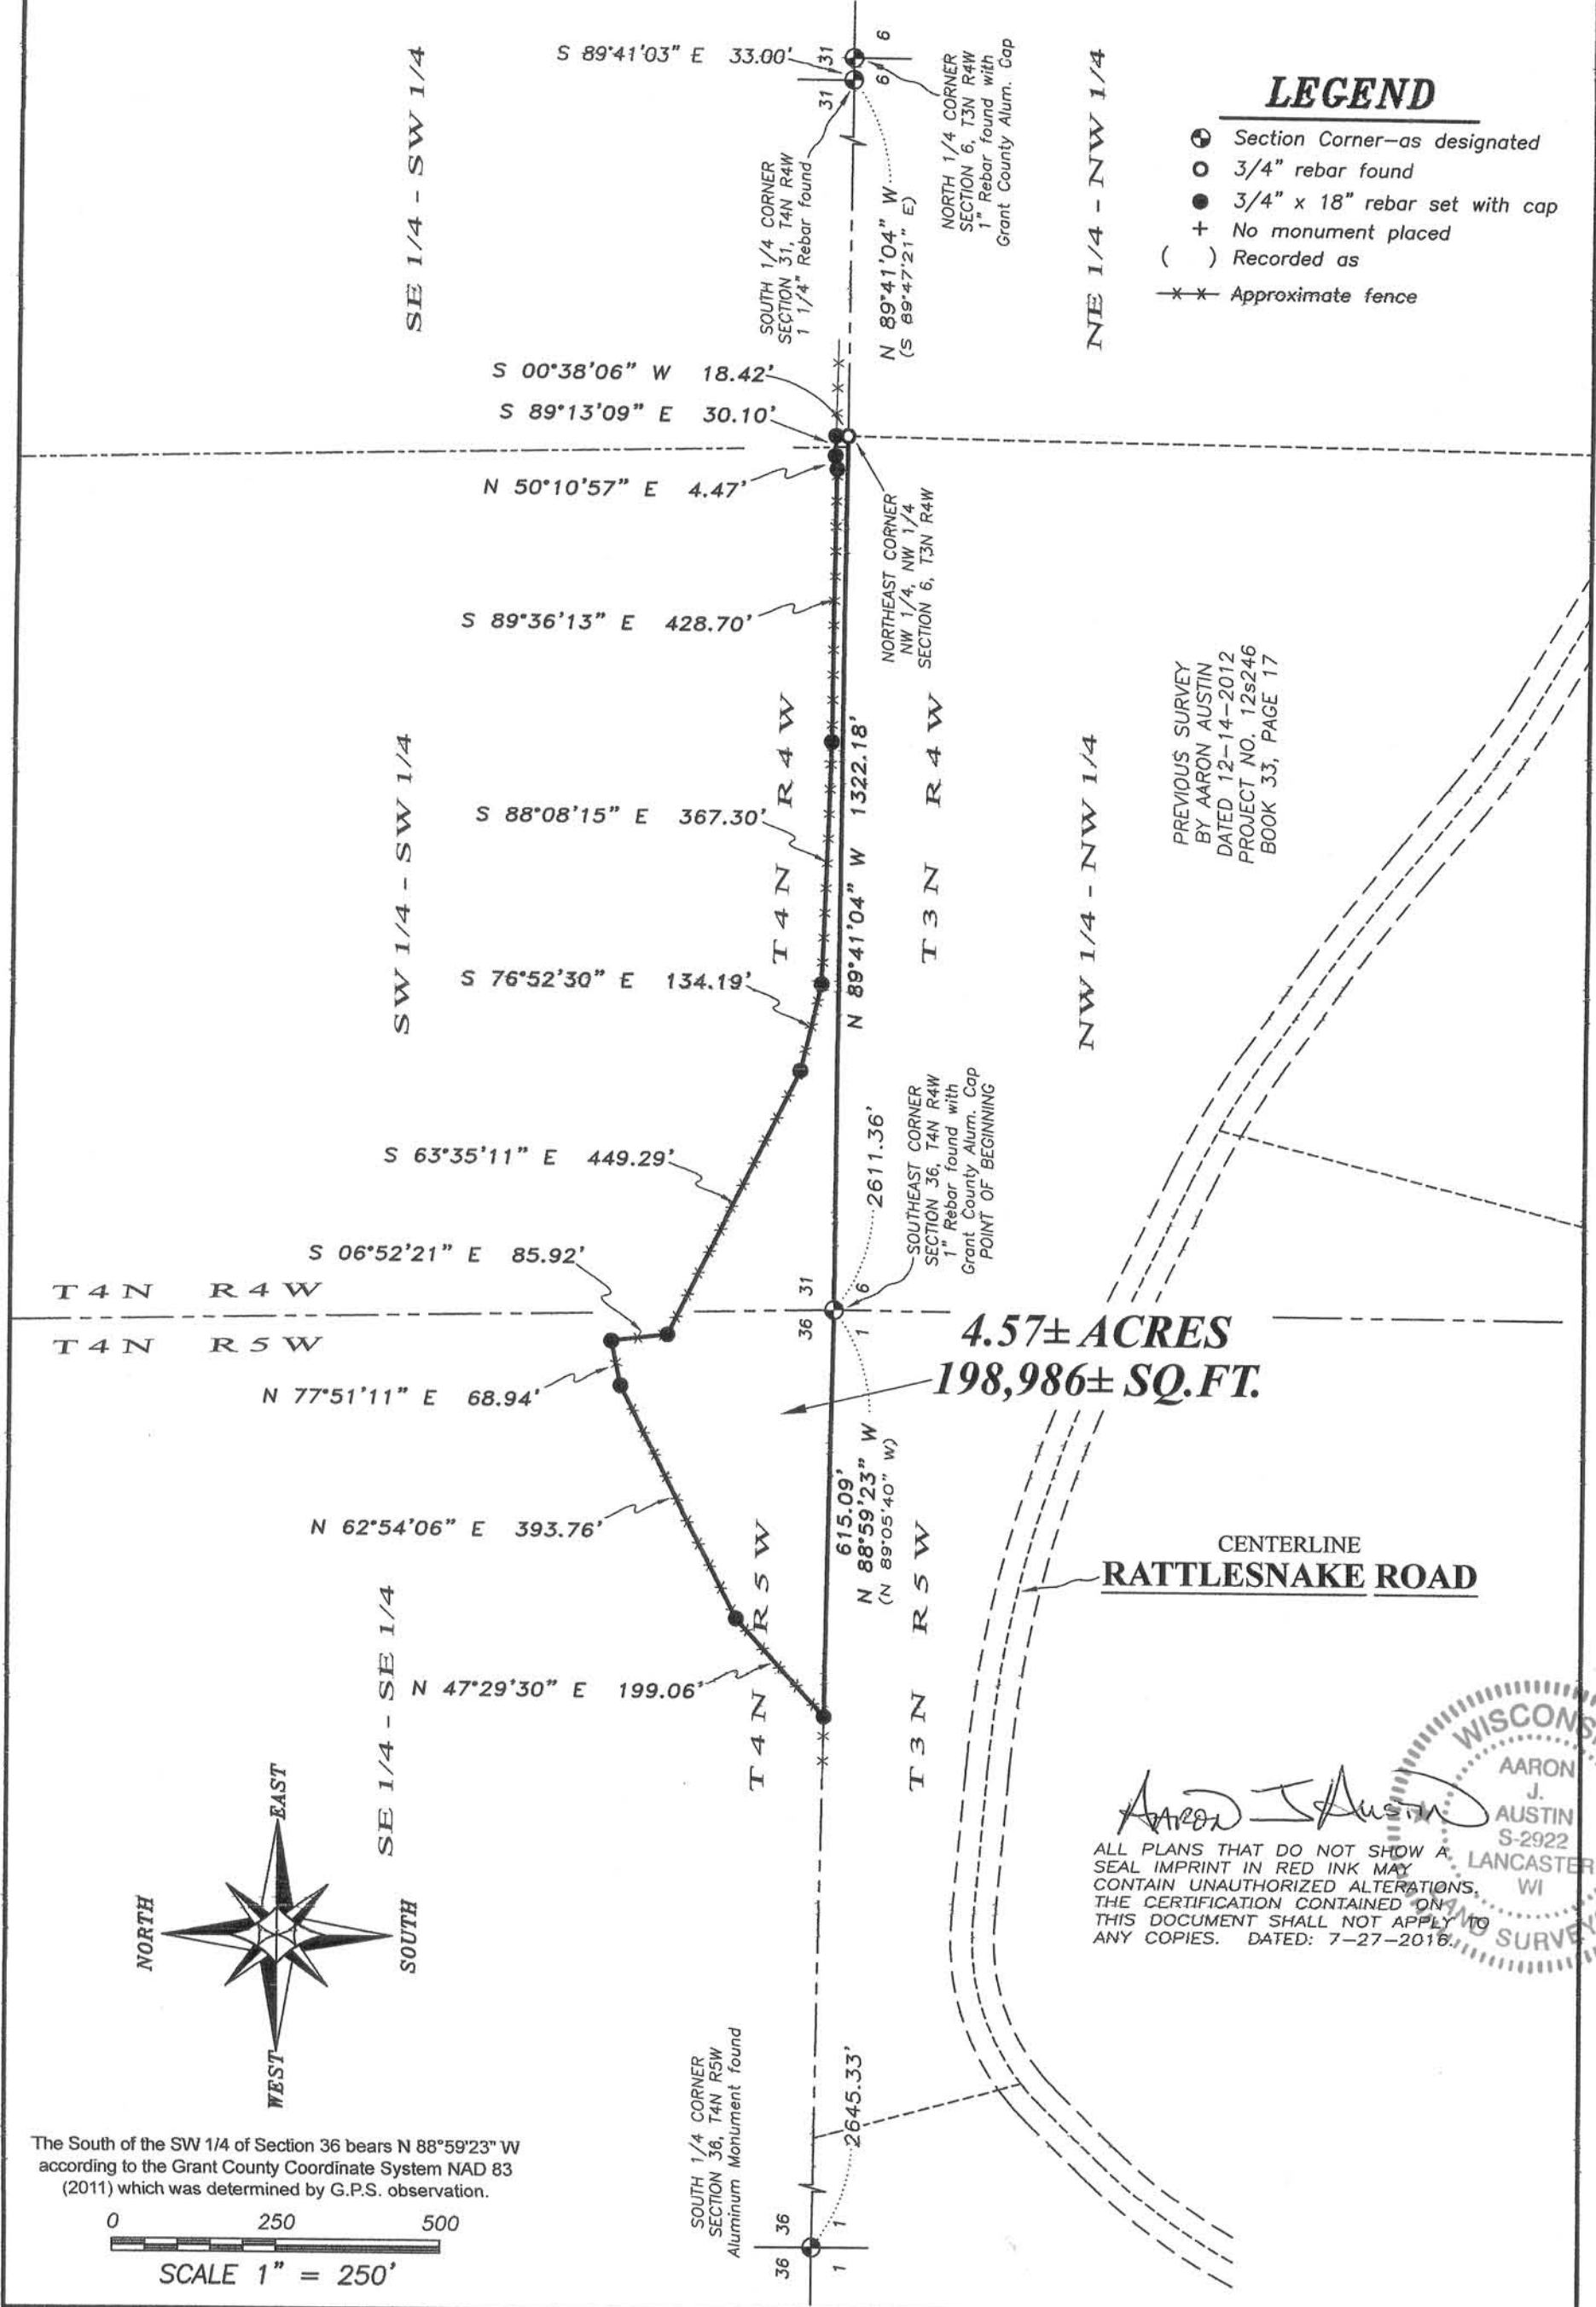 S 89°41'03" E 33.00'
31
6
31
6
SOUTH 1/4 CORNER
SECTION 31, T4N R4W
1 1/4" Rebar found
NORTH 1/4 CORNER
SECTION 6, T3N R4W
1" Rebar found with
Grant County Alum. Cap
N 89°41'04" W
(S 89°47'21" E)
SE 1/4 - SW 1/4
NE 1/4 - NW 1/4
LEGEND
Section Corner-as designated
3/4" rebar found
3/4" x 18" rebar set with cap
+ No monument placed
( ) Recorded as
Approximate fence
S 00°38'06" W 18.42'
S 89°13'09" E 30.10'
N 50°10'57" E 4.47'
NORTHEAST CORNER
NW 1/4, NW 1/4
SECTION 6, T3N R4W
S 89°36'13" E 428.70'
PREVIOUS SURVEY
BY AARON AUSTIN
DATED 12-14-2012
PROJECT NO. 12s246
BOOK 33, PAGE 17
SW 1/4 - SW 1/4
S 88°08'15" E 367.30'
T 4 N R 4 W
N 89°41'04" W 1322.18'
T 3 N R 4 W
NW 1/4 - NW 1/4
S 76°52'30" E 134.19'
S 63°35'11" E 449.29'
2611.36'
SOUTHEAST CORNER
SECTION 36, T4N R4W
1" Rebar found with
Grant County Alum. Cap
POINT OF BEGINNING
S 06°52'21" E 85.92'
T 4 N R 4 W
T 4 N R 5 W
36
31
1
6
4.57± ACRES
198,986± SQ.FT.
N 77°51'11" E 68.94'
615.09'
N 88°59'23" W
(N 89°05'40" W)
N 62°54'06" E 393.76'
CENTERLINE
RATTLESNAKE ROAD
SE 1/4 - SE 1/4
N 47°29'30" E 199.06'
T 4 N R 5 W
T 3 N R 5 W
EAST
NORTH
SOUTH
WEST
AARON J AUSTIN
WISCONS
AARON
J.
AUSTIN
S-2922
LANCASTER
WI
LAND SURVEY
ALL PLANS THAT DO NOT SHOW A
SEAL IMPRINT IN RED INK MAY
CONTAIN UNAUTHORIZED ALTERATIONS.
THE CERTIFICATION CONTAINED ON
THIS DOCUMENT SHALL NOT APPLY TO
ANY COPIES. DATED: 7-27-2016.
SOUTH 1/4 CORNER
SECTION 36, T4N R5W
Aluminum Monument found
2645.33'
36
36
1
1
The South of the SW 1/4 of Section 36 bears N 88°59'23" W
according to the Grant County Coordinate System NAD 83
(2011) which was determined by G.P.S. observation.
0 250 500
SCALE 1" = 250'